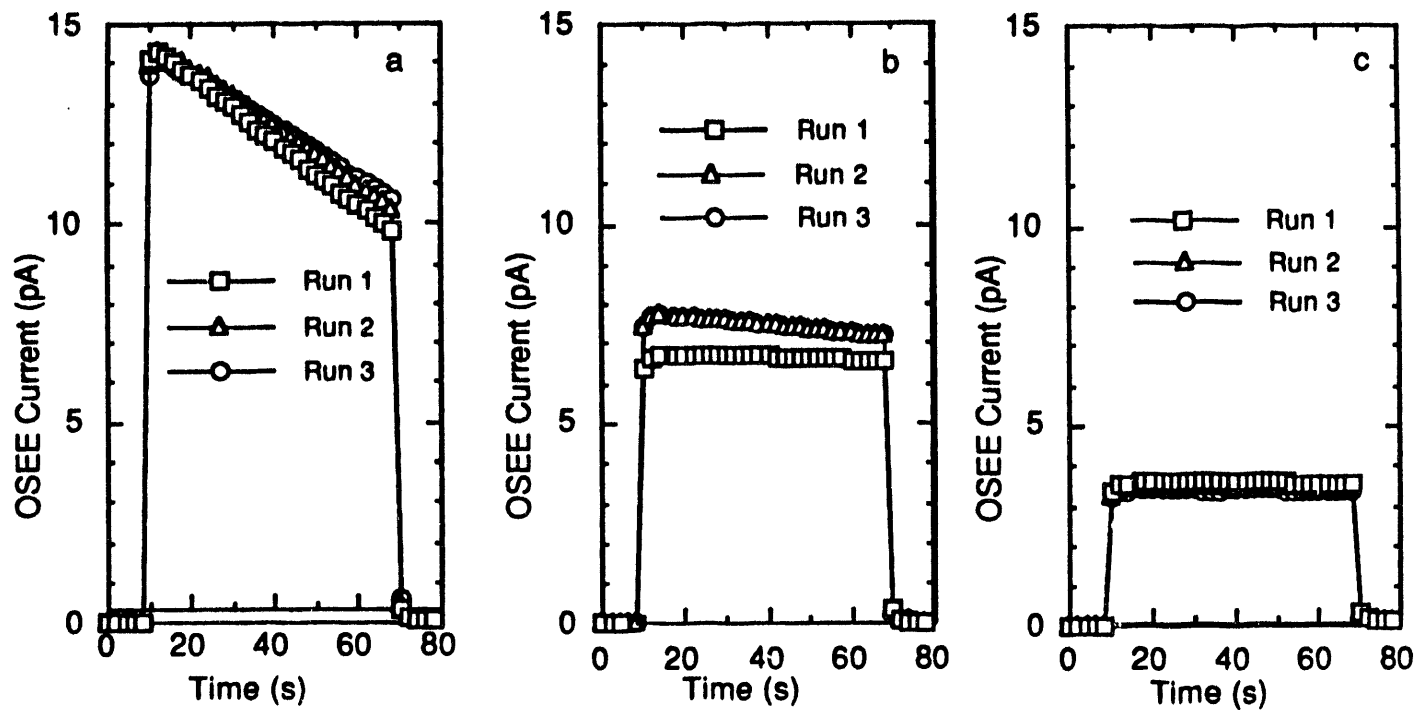 a
OSEE Current (pA)
15
10
5
0
Run 1
Run 2
Run 3
0 20 40 60 80
Time (s)
b
OSEE Current (pA)
15
10
5
0
Run 1
Run 2
Run 3
0 20 40 60 80
Time (s)
c
OSEE Current (pA)
15
10
5
0
Run 1
Run 2
Run 3
0 20 40 60 80
Time (s)